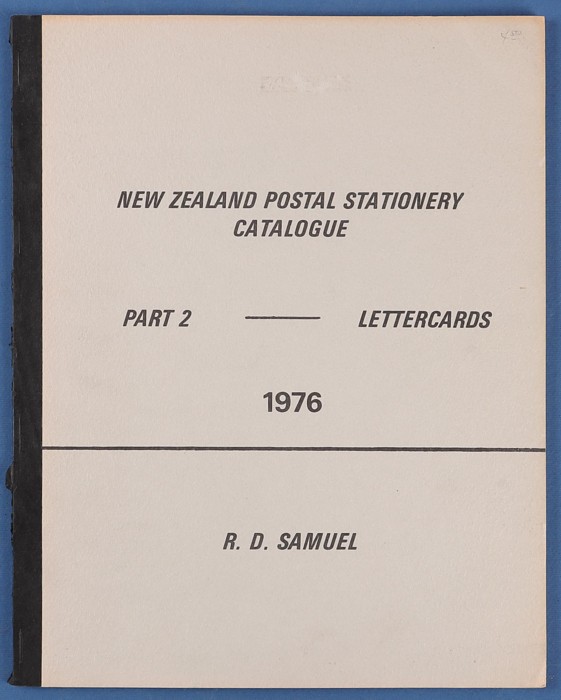 NEW ZEALAND POSTAL STATIONERY
CATALOGUE
PART 2 ——— LETTERCARDS
1976
R. D. SAMUEL